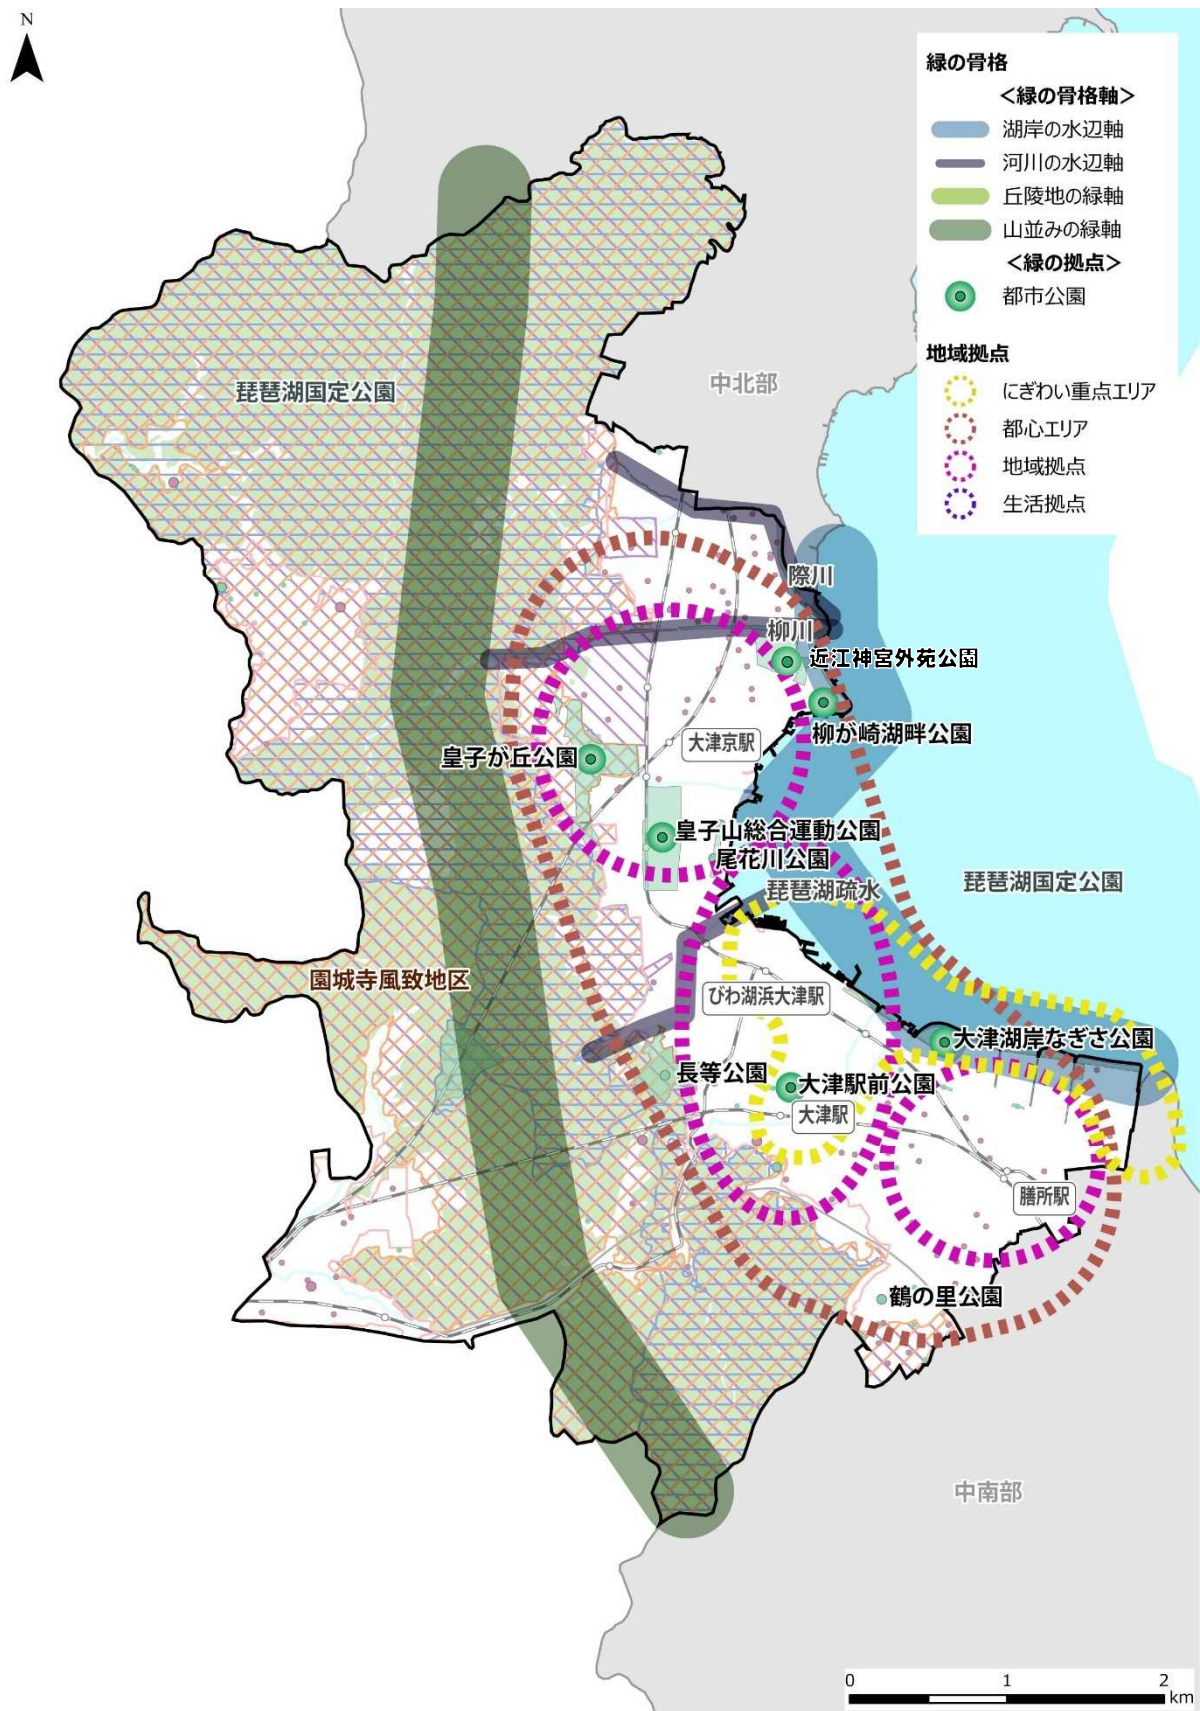 N
緑の骨格
＜緑の骨格軸＞
湖岸の水辺軸
河川の水辺軸
丘陵地の緑軸
山並みの緑軸
＜緑の拠点＞
都市公園
地域拠点
にぎわい重点エリア
都心エリア
地域拠点
生活拠点
琵琶湖国定公園
中北部
際川
柳川
近江神宮外苑公園
柳が崎湖畔公園
大津京駅
皇子が丘公園
皇子山総合運動公園
尾花川公園
琵琶湖疏水
琵琶湖国定公園
園城寺風致地区
びわ湖浜大津駅
大津湖岸なぎさ公園
長等公園
大津駅前公園
大津駅
膳所駅
鶴の里公園
中南部
0 1 2
km